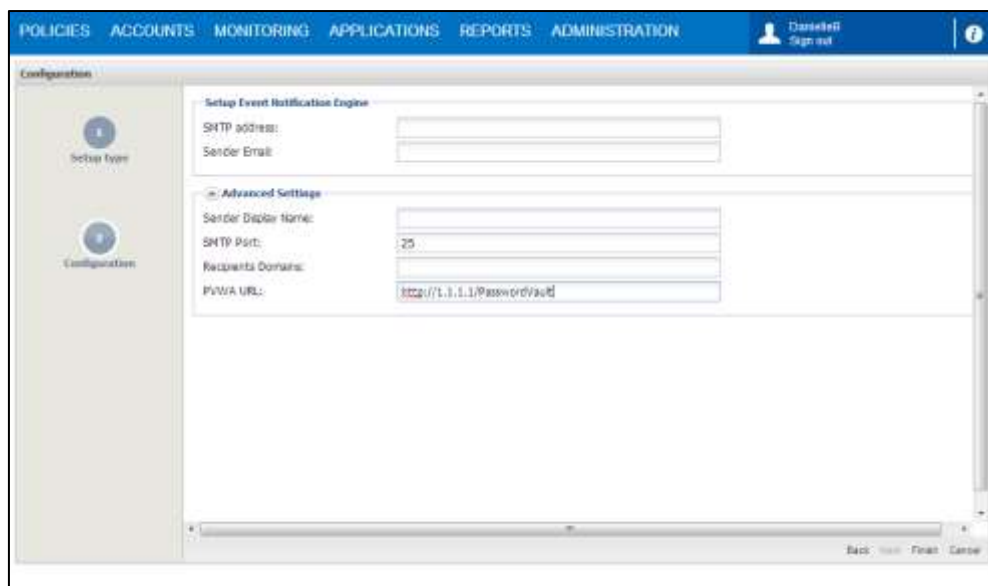 POLICIES ACCOUNTS MONITORING APPLICATIONS REPORTS ADMINISTRATION DanielleB
Sign out
Configuration
Setup type
Configuration
Setup Event Notification Engine
SMTP address:
Sender Email:
Advanced Settings
Sender Display Name:
SMTP Port: 25
Recipients Domains:
PVWA URL: http://1.1.1.1/PasswordVault
Back Next Finish Cancel